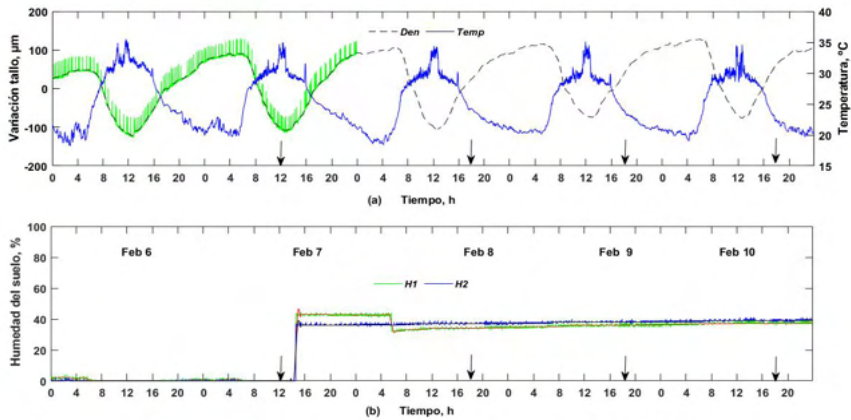 (a)
Variación tallo, µm
200
100
0
-100
-200
Den Temp
40
35
30
25
20
15
Temperatura, ºC
0 4 8 12 16 20 0 4 8 12 16 20 0 4 8 12 16 20 0 4 8 12 16 20 0 4 8 12 16 20
(a) Tiempo, h
Humedad del suelo, %
100
80
60
40
20
0
Feb 6 Feb 7 Feb 8 Feb 9 Feb 10
H1 H2
0 4 8 12 16 20 0 4 8 12 16 20 0 4 8 12 16 20 0 4 8 12 16 20 0 4 8 12 16 20
(b) Tiempo, h